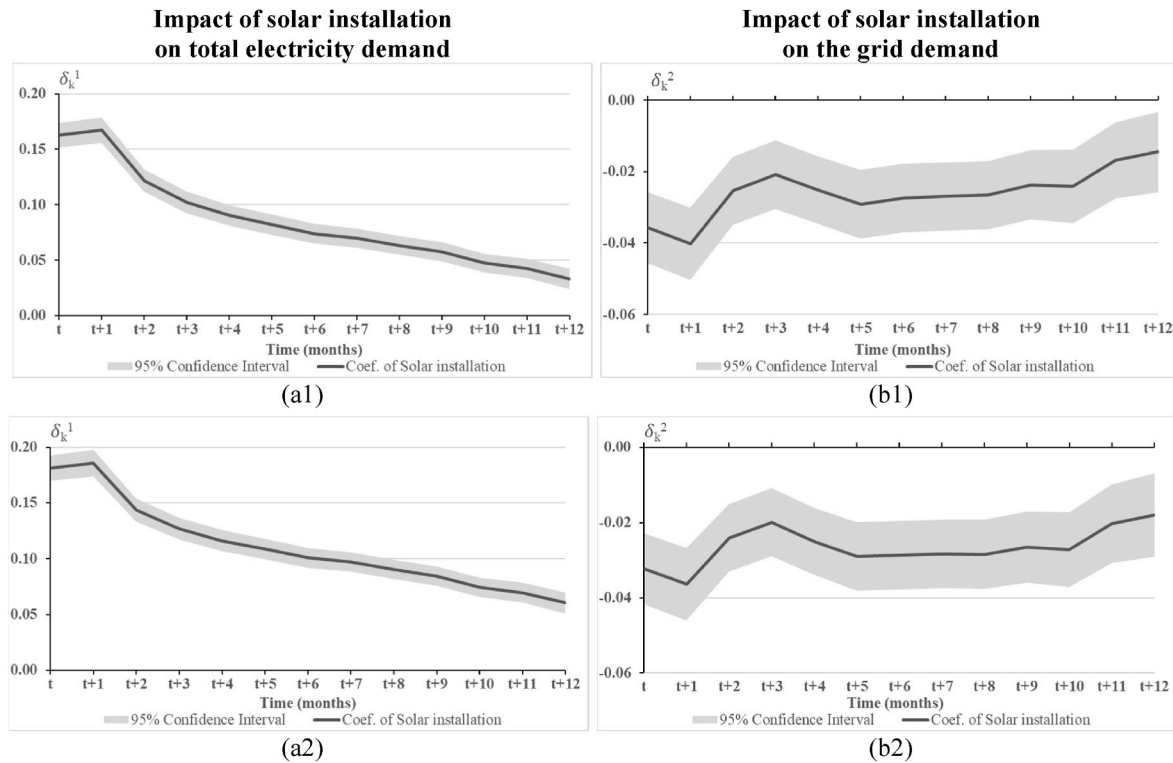 Impact of solar installation
on total electricity demand
Impact of solar installation
on the grid demand
δₖ¹
0.20
0.15
0.10
0.05
0.00
t t+1 t+2 t+3 t+4 t+5 t+6 t+7 t+8 t+9 t+10 t+11 t+12
Time (months)
95% Confidence Interval Coef. of Solar installation
(a1)
δₖ²
0.00
-0.02
-0.04
-0.06
t t+1 t+2 t+3 t+4 t+5 t+6 t+7 t+8 t+9 t+10 t+11 t+12
Time (months)
95% Confidence Interval Coef. of Solar installation
(b1)
δₖ¹
0.20
0.15
0.10
0.05
0.00
t t+1 t+2 t+3 t+4 t+5 t+6 t+7 t+8 t+9 t+10 t+11 t+12
Time (months)
95% Confidence Interval Coef. of Solar installation
(a2)
δₖ²
0.00
-0.02
-0.04
-0.06
t t+1 t+2 t+3 t+4 t+5 t+6 t+7 t+8 t+9 t+10 t+11 t+12
Time (months)
95% Confidence Interval Coef. of Solar installation
(b2)